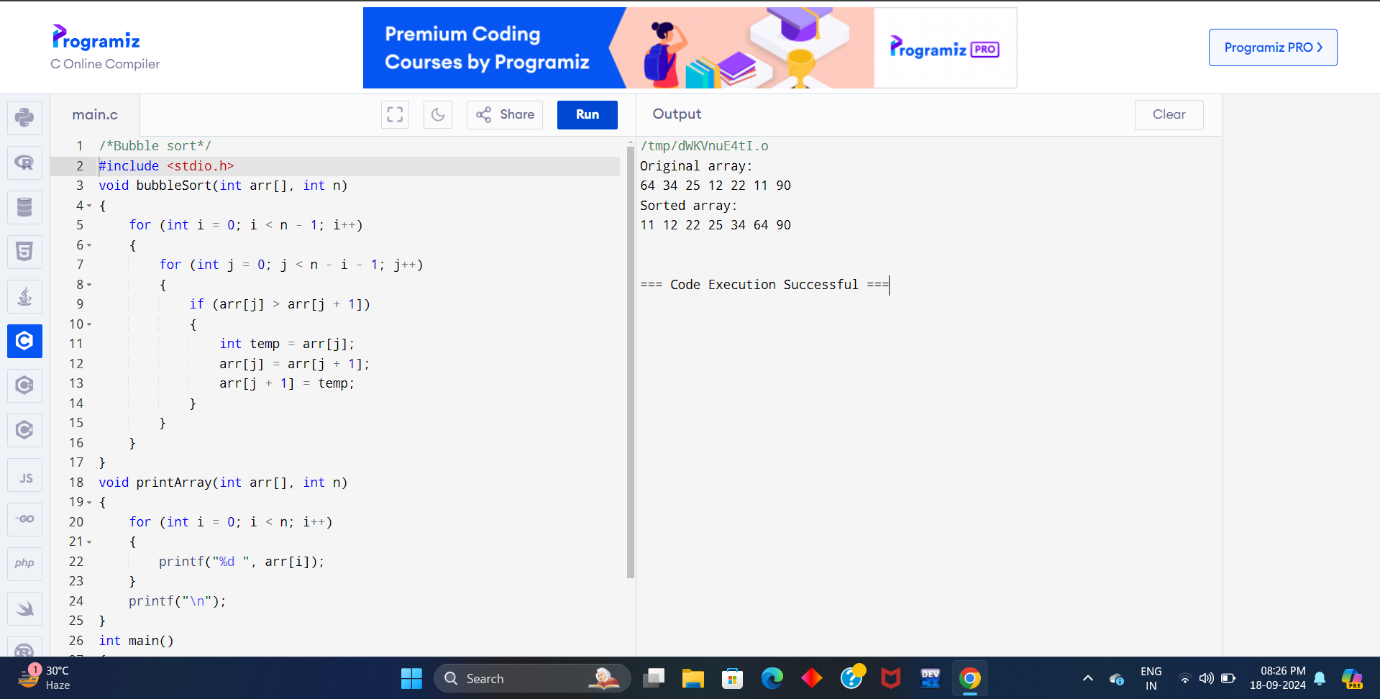 Programiz
C Online Compiler
Premium Coding
Courses by Programiz
Programiz PRO
Programiz PRO >
main.c
Share
Run
Output
Clear
1 /*Bubble sort*/
2 #include <stdio.h>
3 void bubbleSort(int arr[], int n)
4 {
5 for (int i = 0; i < n - 1; i++)
6 {
7 for (int j = 0; j < n - i - 1; j++)
8 {
9 if (arr[j] > arr[j + 1])
10 {
11 int temp = arr[j];
12 arr[j] = arr[j + 1];
13 arr[j + 1] = temp;
14 }
15 }
16 }
17 }
18 void printArray(int arr[], int n)
19 {
20 for (int i = 0; i < n; i++)
21 {
22 printf("%d ", arr[i]);
23 }
24 printf("\n");
25 }
26 int main()
/tmp/dWKVnuE4tI.o
Original array:
64 34 25 12 22 11 90
Sorted array:
11 12 22 25 34 64 90
=== Code Execution Successful ===
JS
GO
php
1
30°C
Haze
Search
DEV
ENG
IN
08:26 PM
18-09-2024
PRE